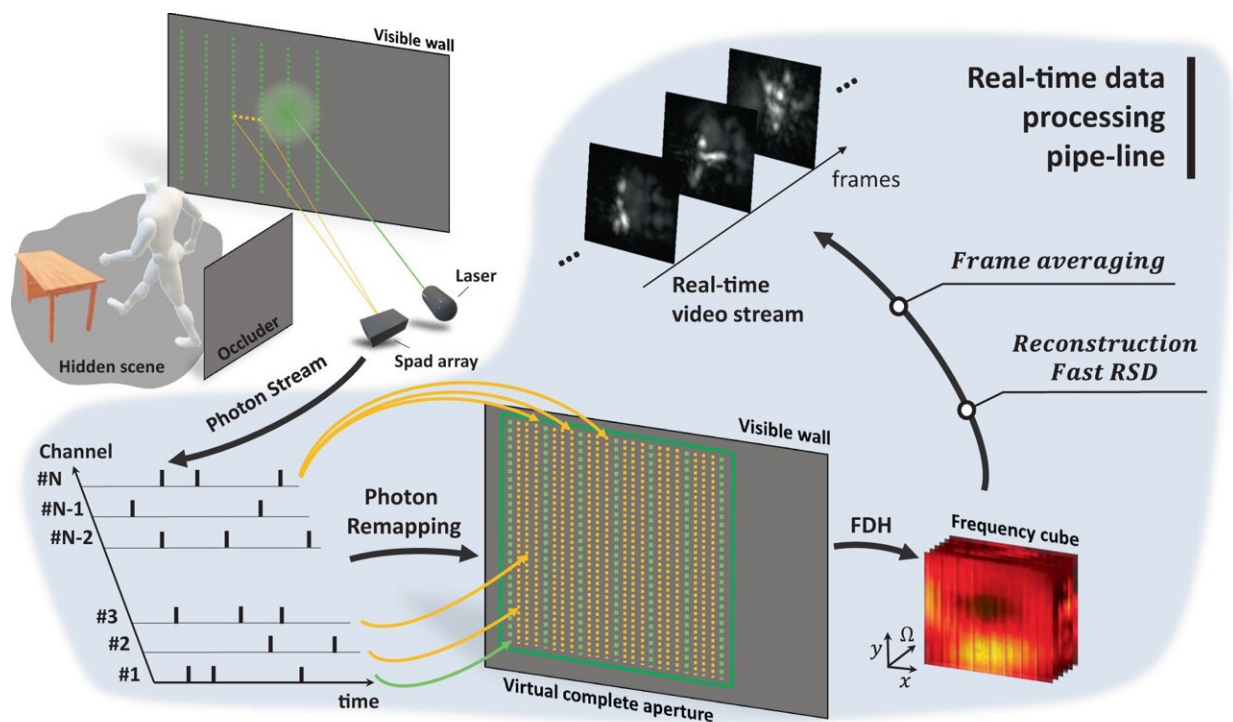 Visible wall
Real-time data
processing
pipe-line
frames
Laser
Real-time
video stream
Frame averaging
Occluder
Spad array
Hidden scene
Reconstruction
Fast RSD
Photon Stream
Visible wall
Channel
#N
#N-1
#N-2
#3
#2
#1
time
Photon
Remapping
FDH
Frequency cube
y
Ω
x
Virtual complete aperture